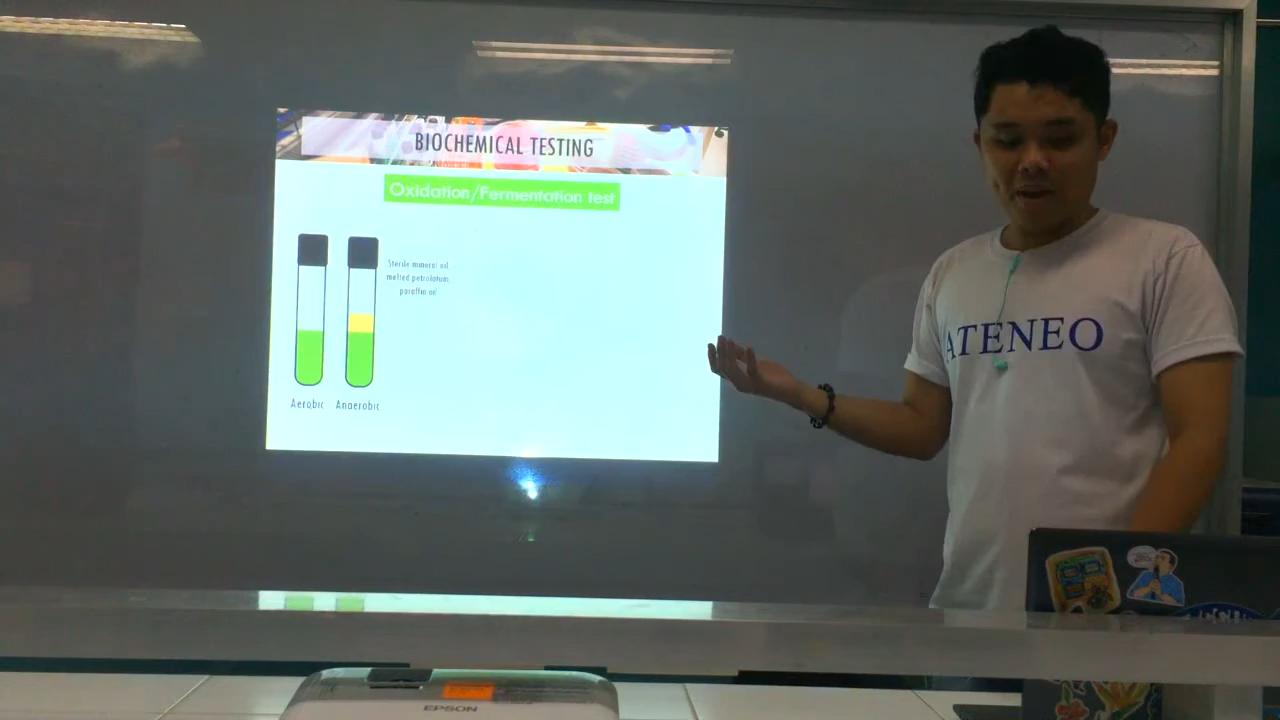 BIOCHEMICAL TESTING
Oxidation/Fermentation test
Sterile mineral oil
melted petrolatum
paraffin oil
Aerobic
Anaerobic
ATENEO
EPSON